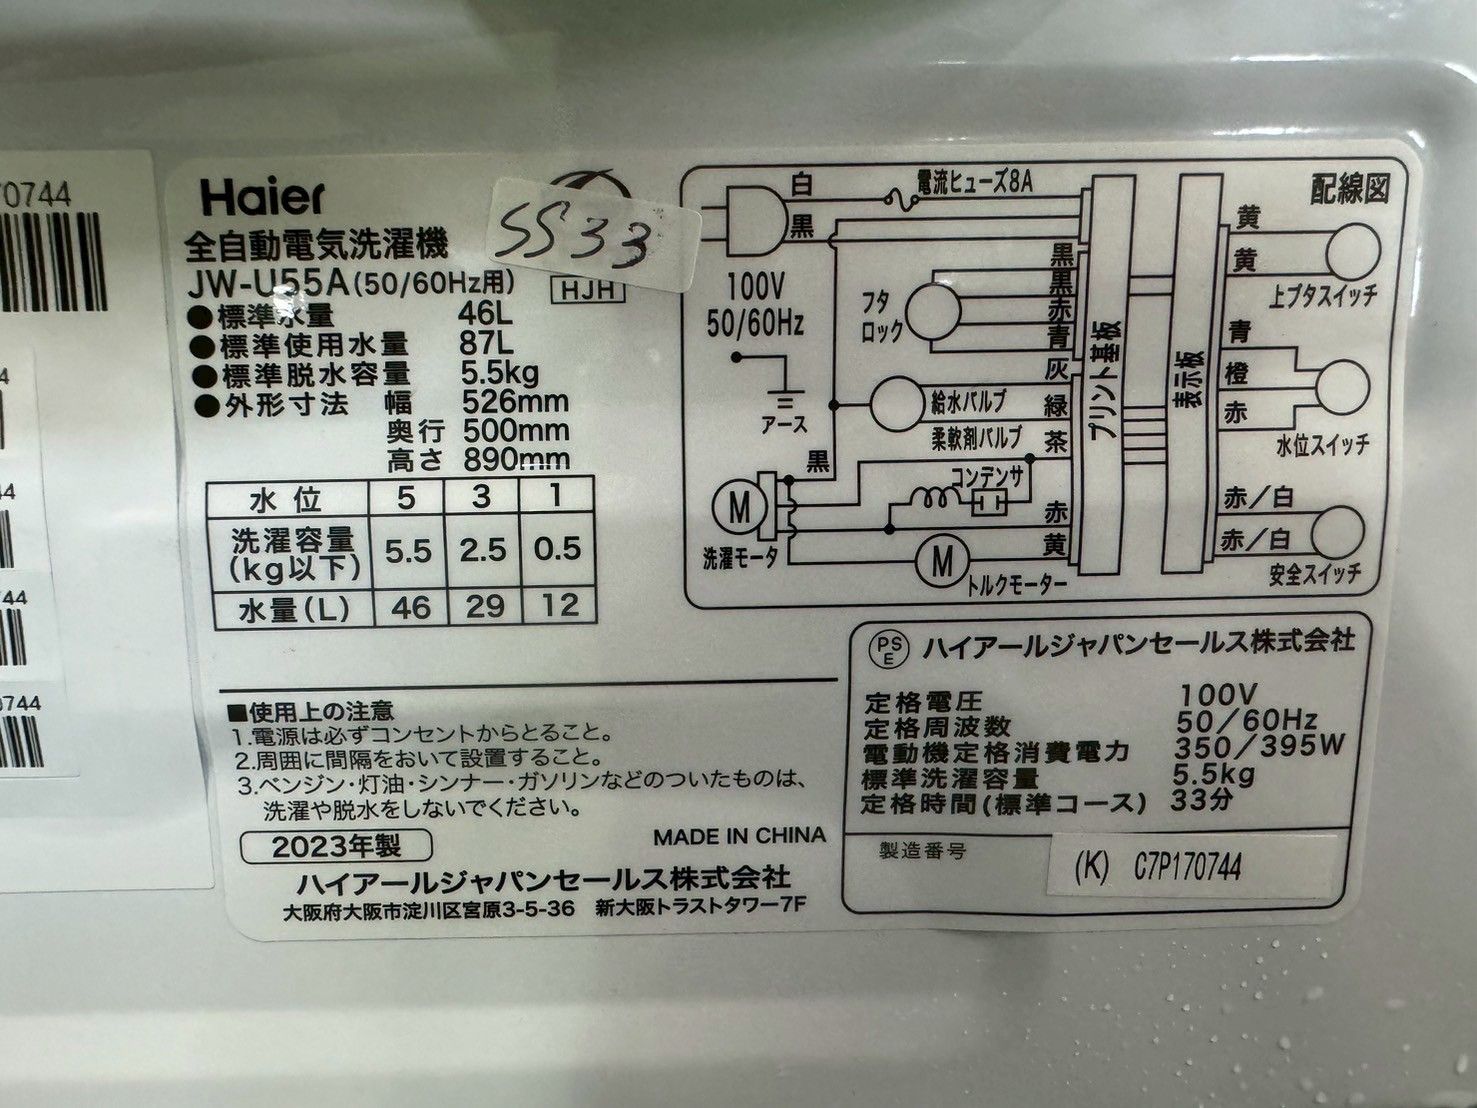 70744
4
44
44
0744
Haier
SS33
全自動電気洗濯機
JW-U55A(50/60Hz用)
HJH
●標準水量 46L
●標準使用水量 87L
●標準脱水容量 5.5kg
●外形寸法 幅 526mm
奥行 500mm
高さ 890mm
水位 5 3 1
洗濯容量(kg以下) 5.5 2.5 0.5
水量(L) 46 29 12
配線図
白
電流ヒューズ8A
黒
100V
50/60Hz
アース
フタロック
黒
黒
赤
青
灰
給水バルブ
緑
柔軟剤バルブ
茶
黒
コンデンサ
M
洗濯モータ
赤
黄
M
トルクモーター
プリント基板
表示板
黄
黄
上ブタスイッチ
青
橙
赤
水位スイッチ
赤/白
赤/白
安全スイッチ
■使用上の注意
1.電源は必ずコンセントからとること。
2.周囲に間隔をおいて設置すること。
3.ベンジン・灯油・シンナー・ガソリンなどのついたものは、
洗濯や脱水をしないでください。
2023年製
MADE IN CHINA
ハイアールジャパンセールス株式会社
大阪府大阪市淀川区宮原3-5-36 新大阪トラストタワー7F
PSE ハイアールジャパンセールス株式会社
定格電圧 100V
定格周波数 50/60Hz
電動機定格消費電力 350/395W
標準洗濯容量 5.5kg
定格時間(標準コース) 33分
製造番号 (K) C7P170744